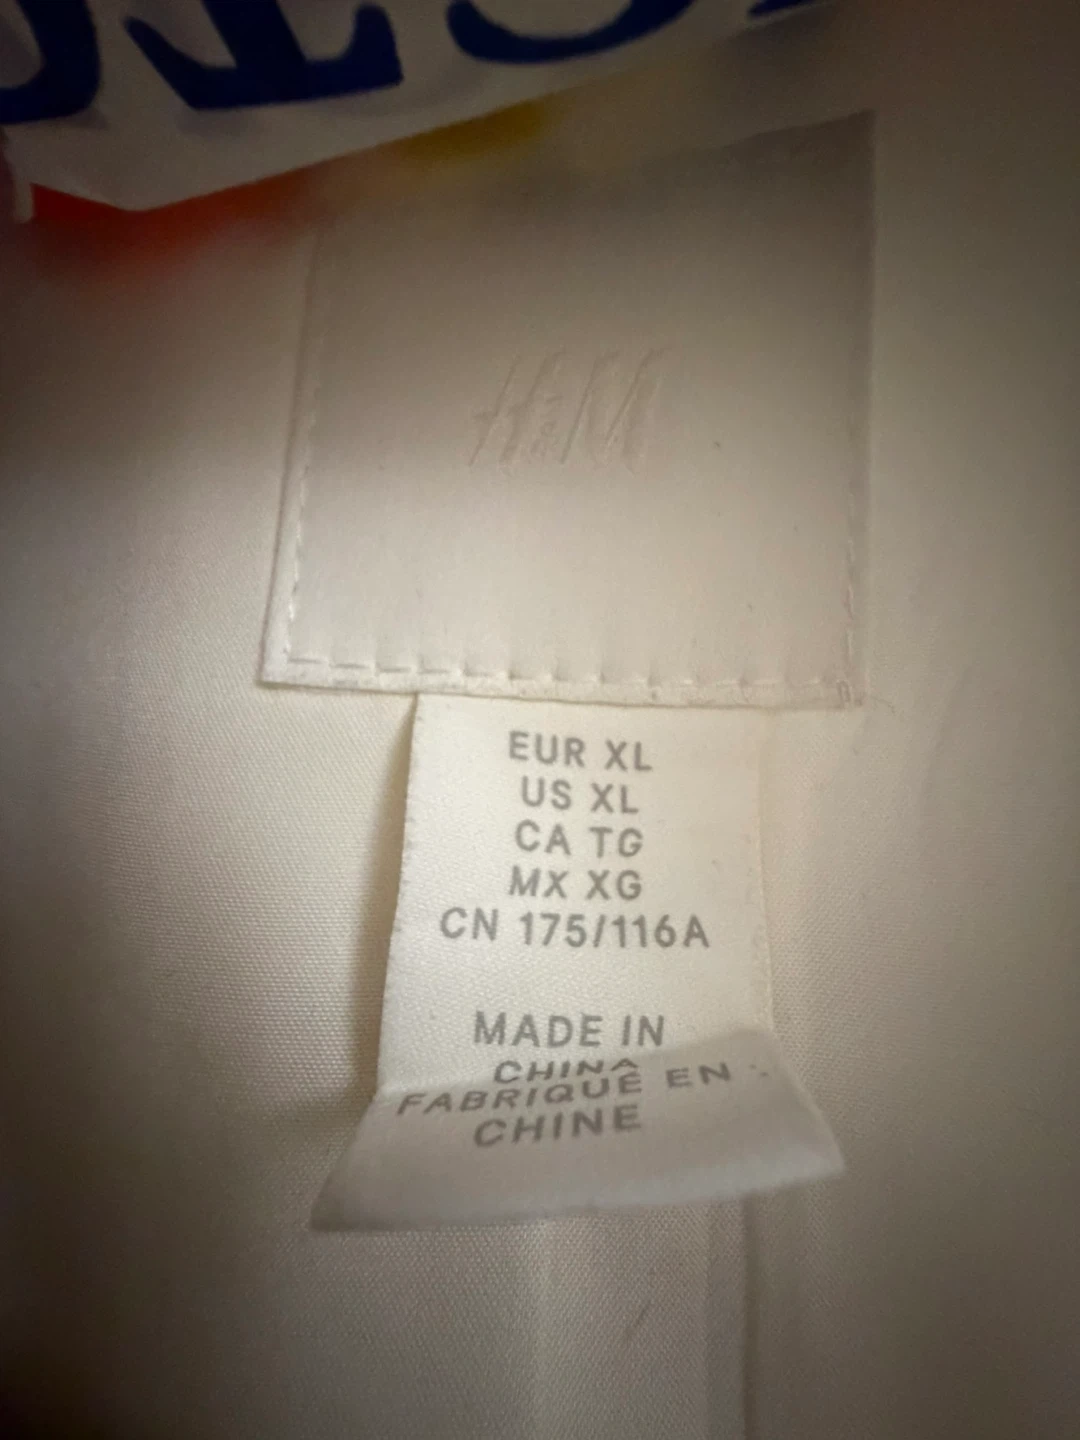 H&M
EUR XL
US XL
CA TG
MX XG
CN 175/116A
MADE IN
CHINA
FABRIQUÉ EN
CHINE